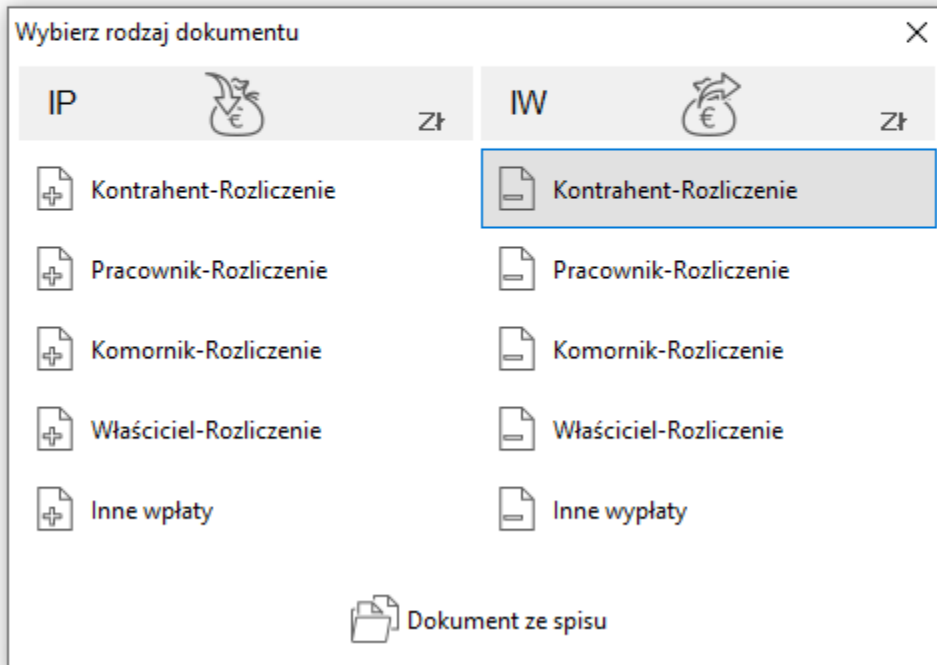 Wybierz rodzaj dokumentu
IP € Zł
IW € Zł
Kontrahent-Rozliczenie
Pracownik-Rozliczenie
Komornik-Rozliczenie
Właściciel-Rozliczenie
Inne wpłaty
Kontrahent-Rozliczenie
Pracownik-Rozliczenie
Komornik-Rozliczenie
Właściciel-Rozliczenie
Inne wypłaty
Dokument ze spisu